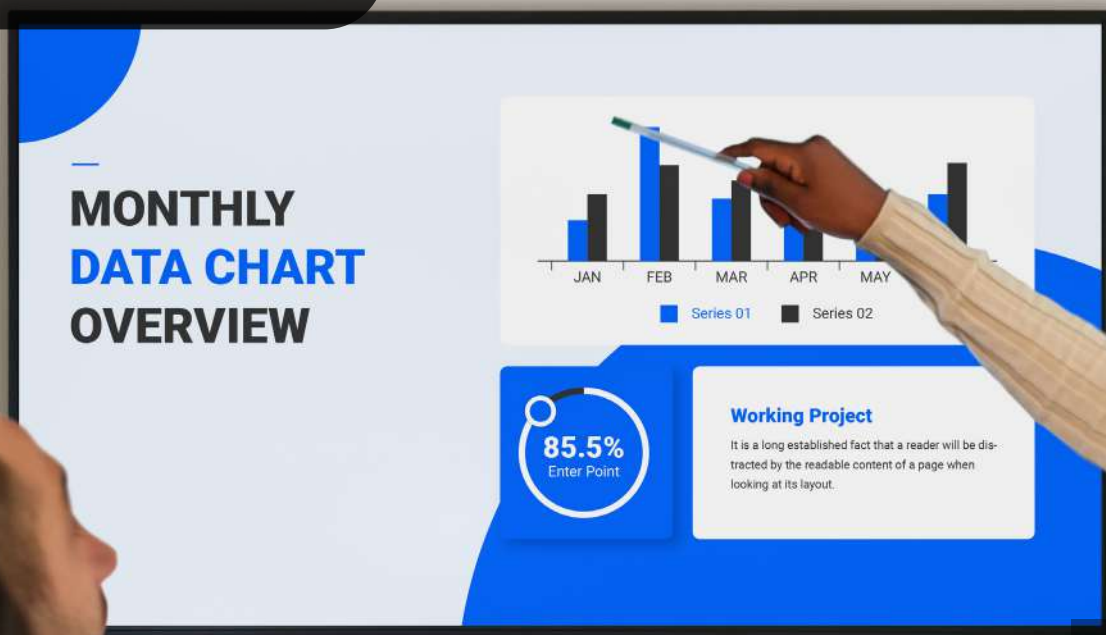 MONTHLY
DATA CHART
OVERVIEW
JAN FEB MAR APR MAY
Series 01 Series 02
85.5%
Enter Point
Working Project
It is a long established fact that a reader will be dis-
tracted by the readable content of a page when
looking at its layout.